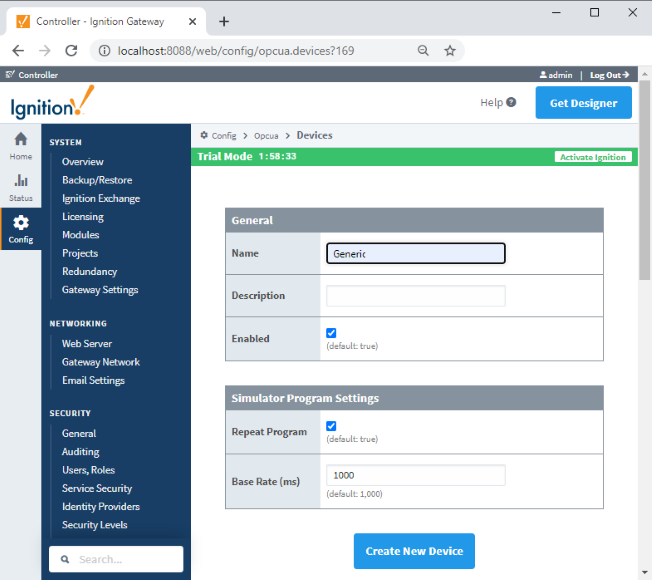 Controller - Ignition Gateway
localhost:8088/web/config/opcua.devices?169
Controller
admin | Log Out
Ignition!
Help
Get Designer
Home
Status
Config
SYSTEM
Overview
Backup/Restore
Ignition Exchange
Licensing
Modules
Projects
Redundancy
Gateway Settings
NETWORKING
Web Server
Gateway Network
Email Settings
SECURITY
General
Auditing
Users, Roles
Service Security
Identity Providers
Security Levels
Search...
Config > Opcua > Devices
Trial Mode 1:58:33
Activate Ignition
General
Name
Generic
Description
Enabled
(default: true)
Simulator Program Settings
Repeat Program
(default: true)
Base Rate (ms)
1000
(default: 1,000)
Create New Device